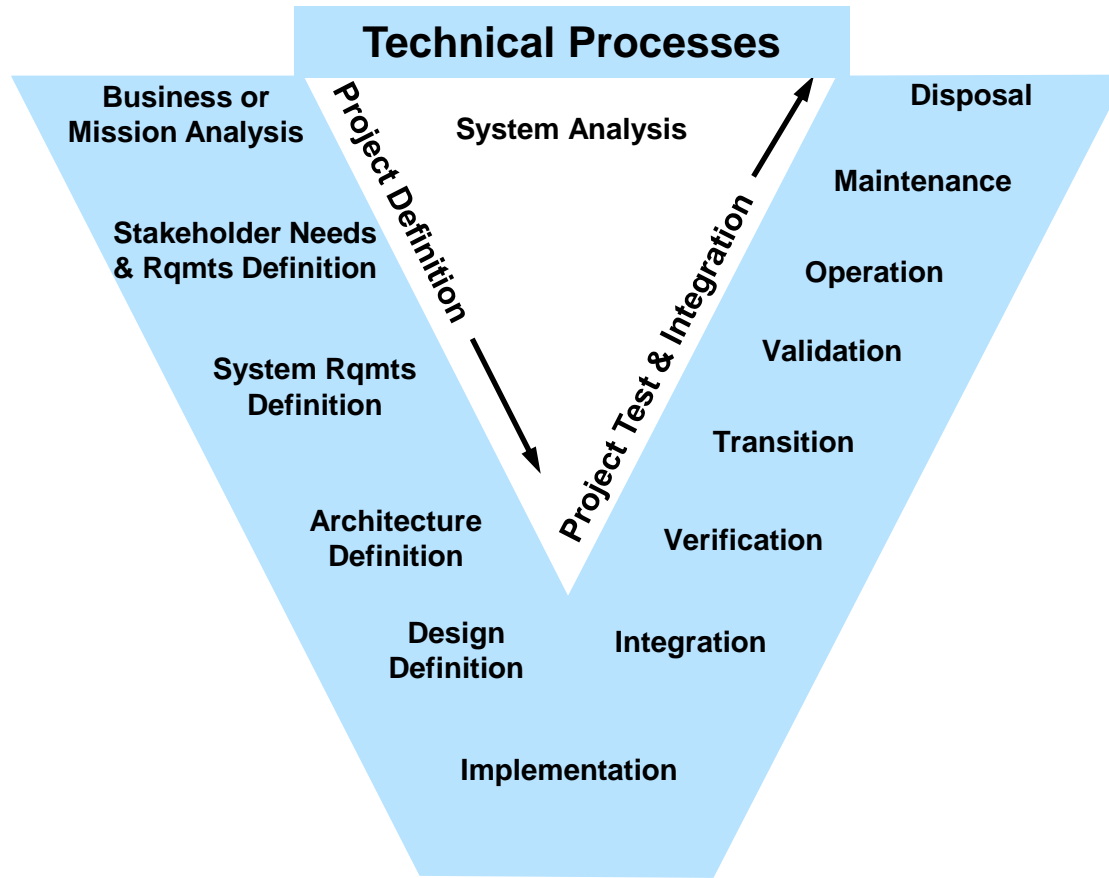 Technical Processes
Business or
Mission Analysis
Stakeholder Needs
& Rqmts Definition
System Rqmts
Definition
Architecture
Definition
Design
Definition
Implementation
Project Definition
System Analysis
Project Test & Integration
Disposal
Maintenance
Operation
Validation
Transition
Verification
Integration